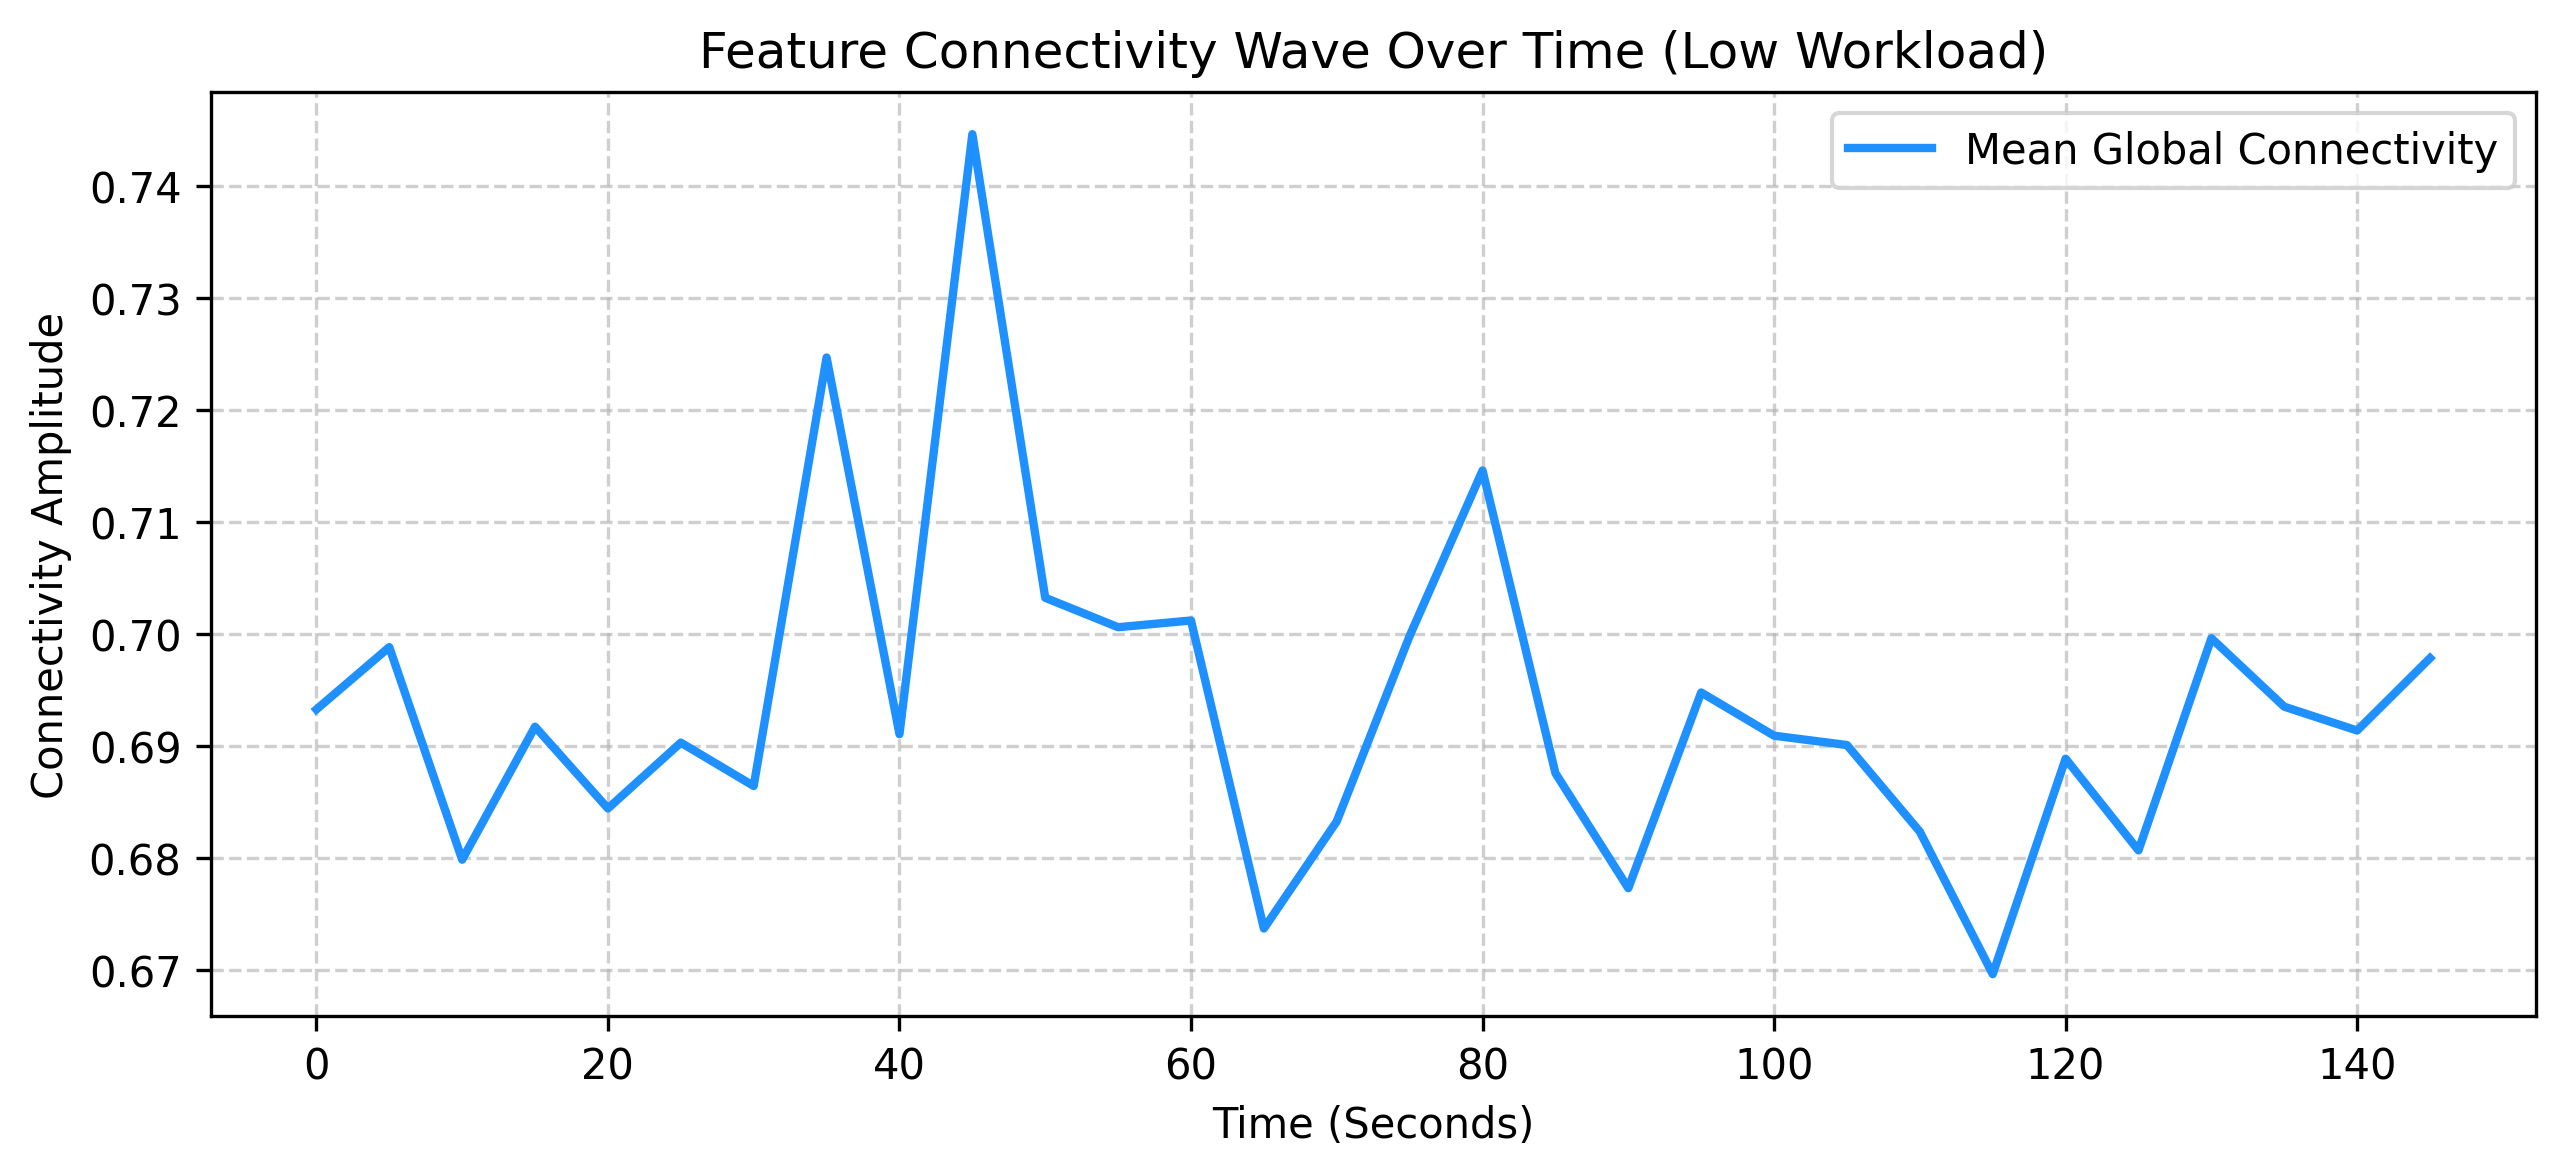 Feature Connectivity Wave Over Time (Low Workload)
Mean Global Connectivity
Connectivity Amplitude
0.74
0.73
0.72
0.71
0.70
0.69
0.68
0.67
0 20 40 60 80 100 120 140
Time (Seconds)